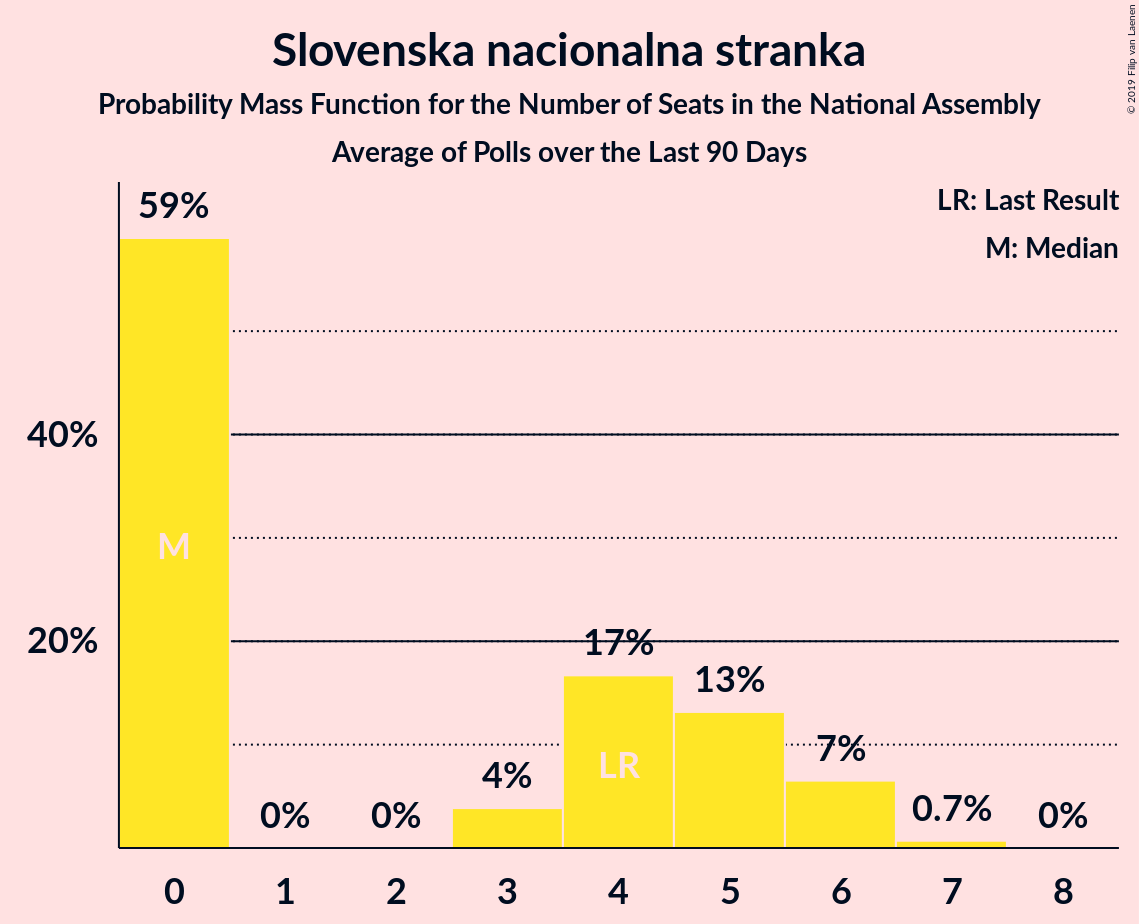 Slovenska nacionalna stranka
Probability Mass Function for the Number of Seats in the National Assembly
Average of Polls over the Last 90 Days
© 2019 Filip van Laenen
LR: Last Result
M: Median
59%
40%
M
20%
17%
13%
LR
7%
4%
0%
0%
0.7%
0%
0 1 2 3 4 5 6 7 8